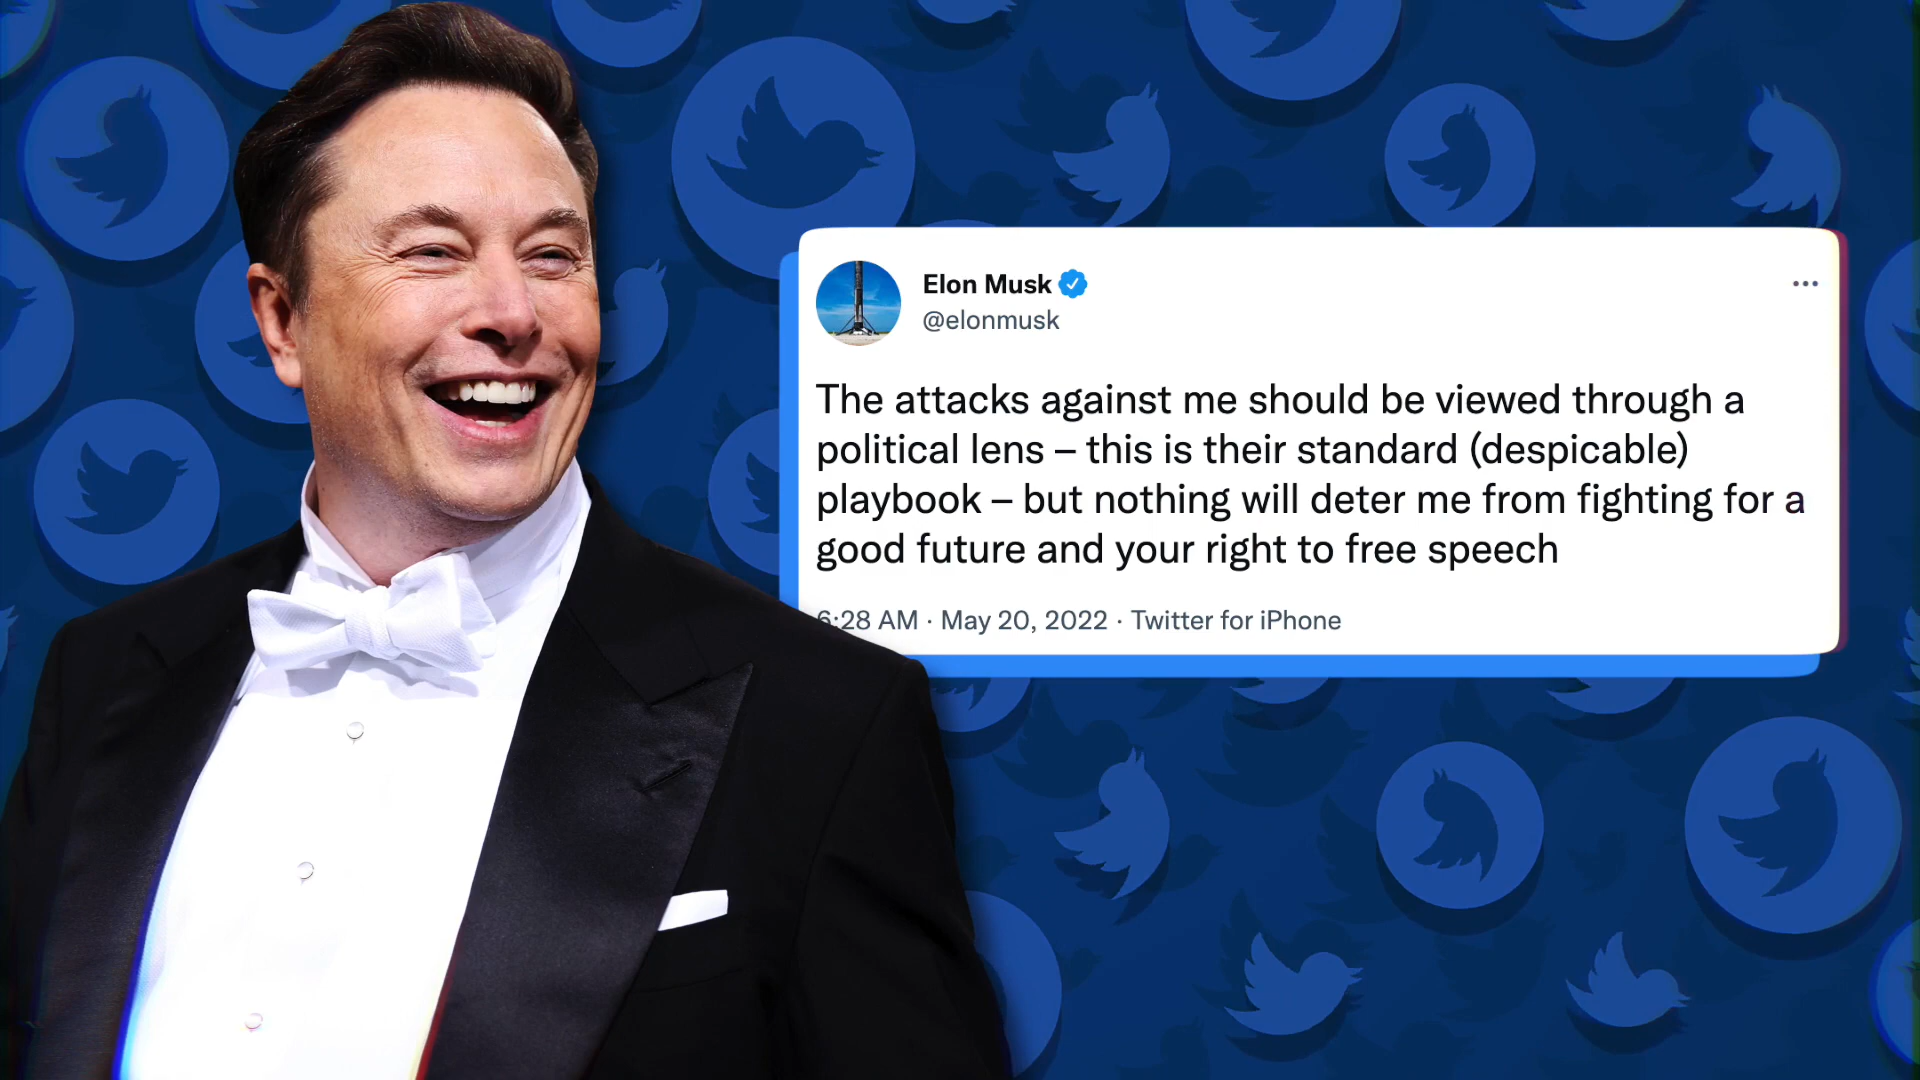 Elon Musk
@elonmusk
The attacks against me should be viewed through a
political lens – this is their standard (despicable)
playbook – but nothing will deter me from fighting for a
good future and your right to free speech
6:28 AM · May 20, 2022 · Twitter for iPhone